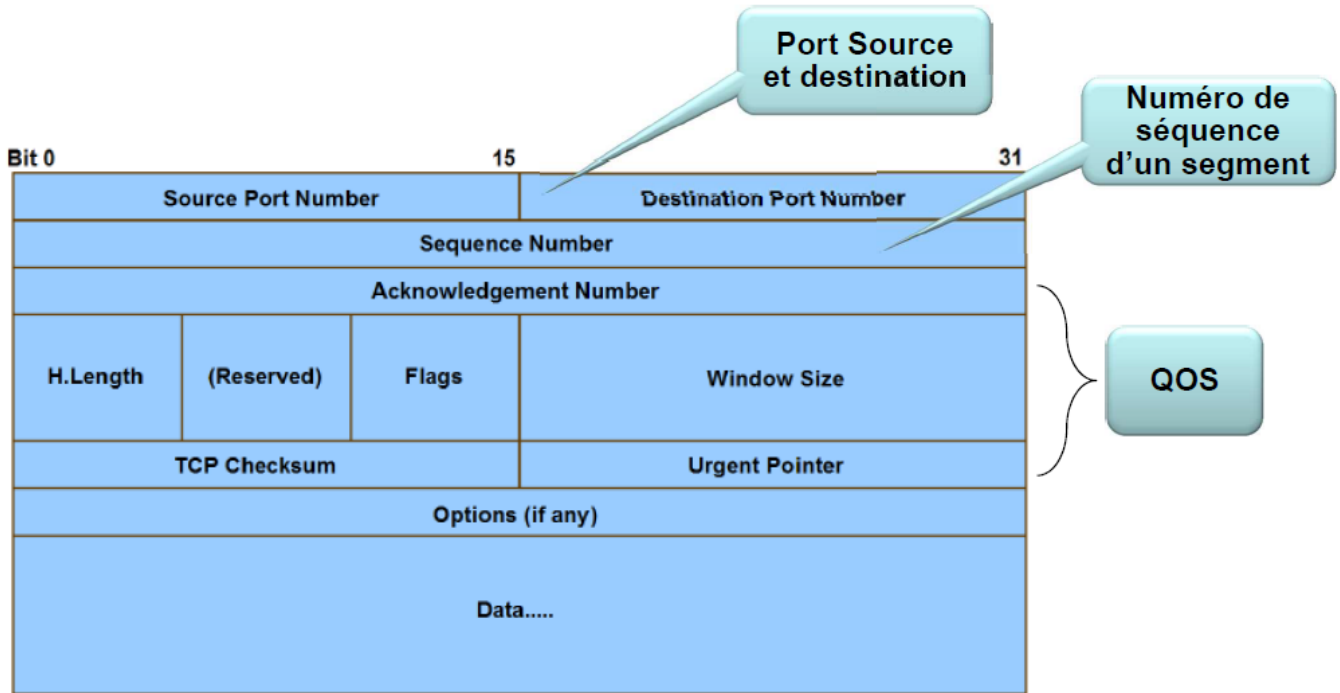 Port Source
et destination
Numéro de
séquence
d'un segment
Bit 0 15 31
Source Port Number Destination Port Number
Sequence Number
Acknowledgement Number
H.Length (Reserved) Flags Window Size
QOS
TCP Checksum Urgent Pointer
Options (if any)
Data.....